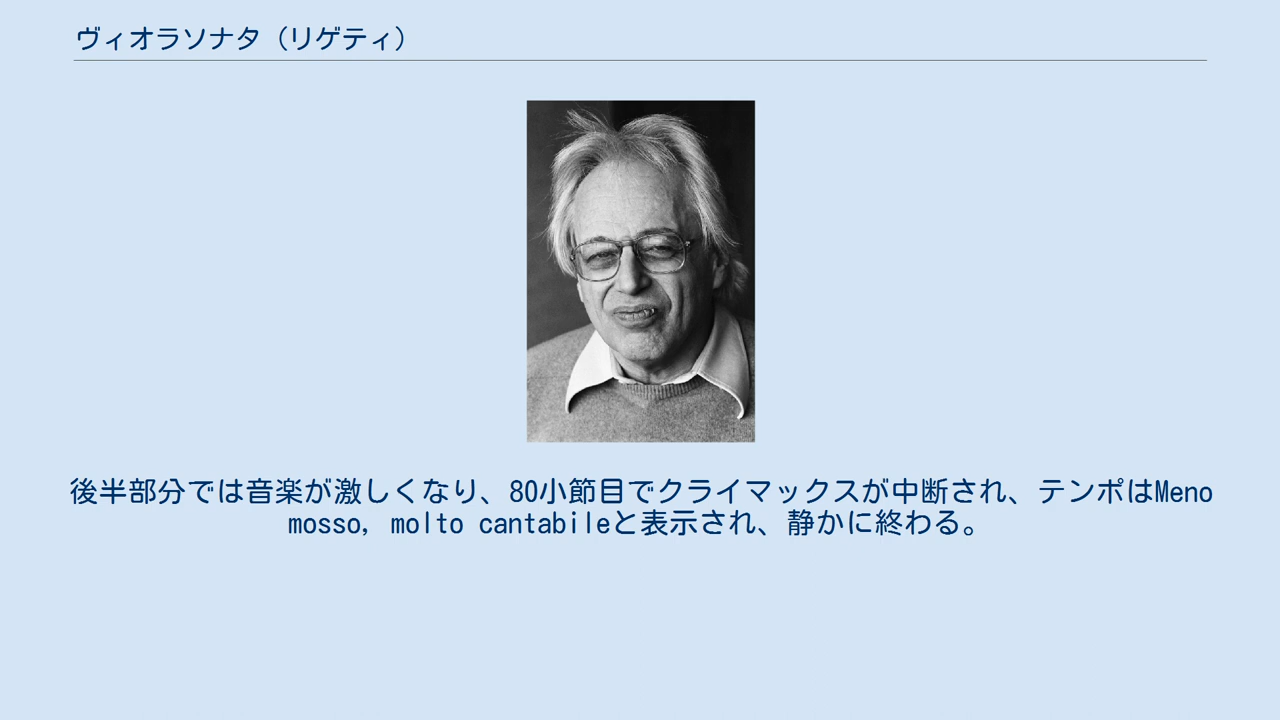 ヴィオラソナタ（リゲティ）
後半部分では音楽が激しくなり、80小節目でクライマックスが中断され、テンポはMeno
mosso, molto cantabileと表示され、静かに終わる。